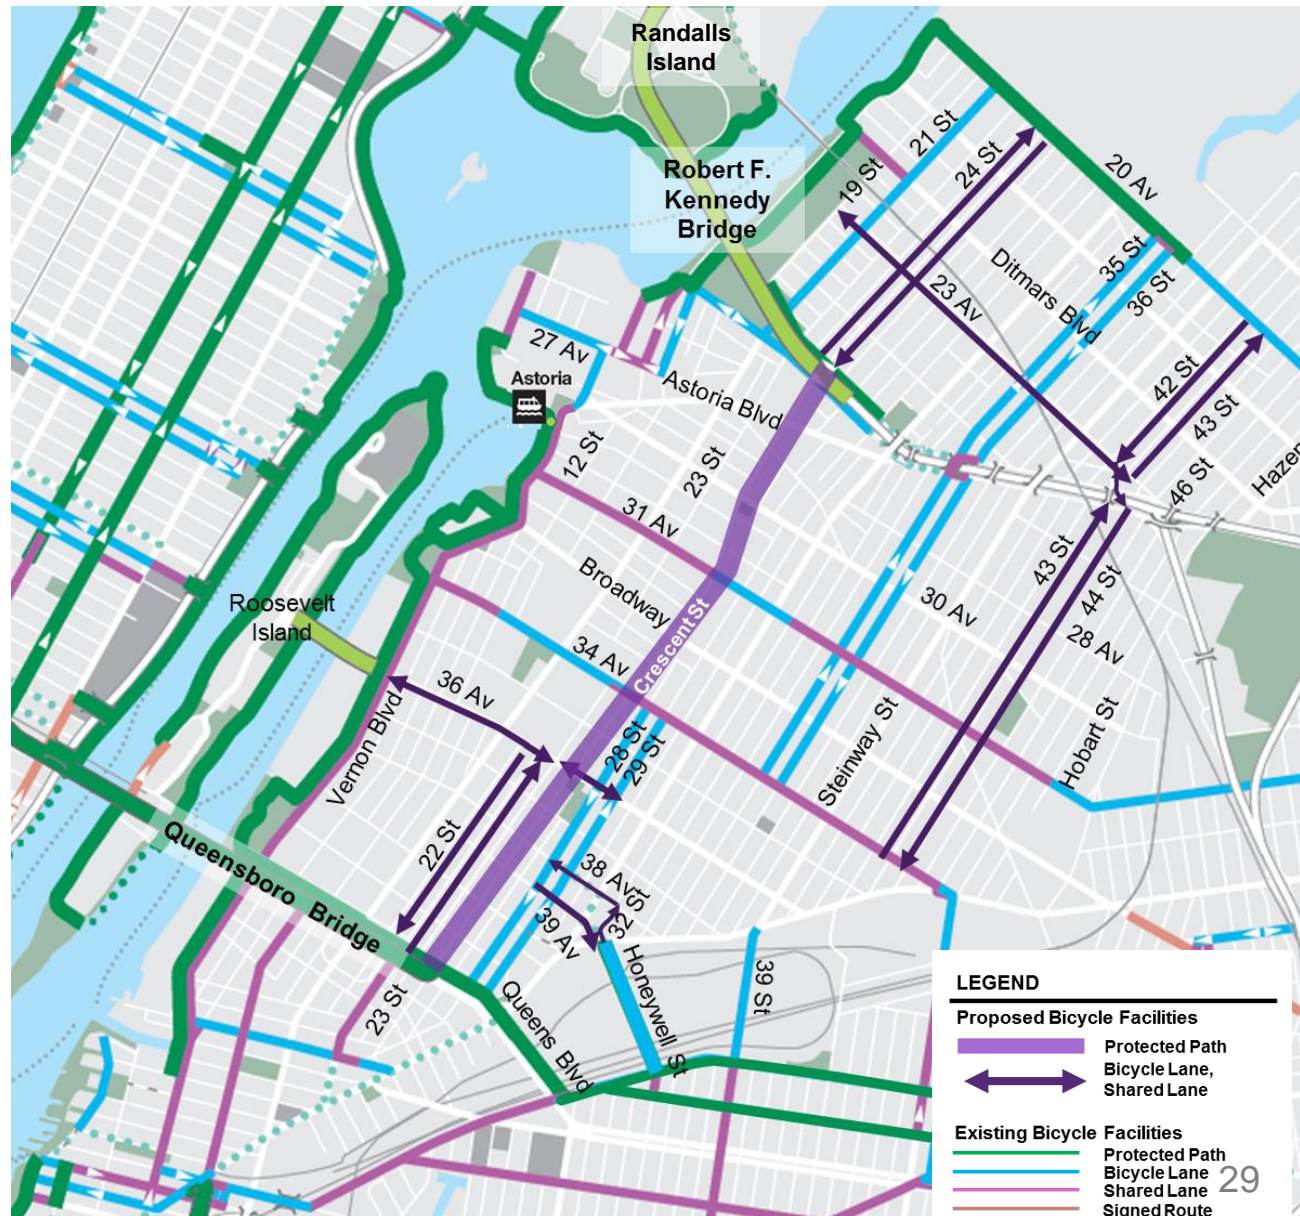 Randalls
Island
Robert F.
Kennedy
Bridge
19 St
21 St
24 St
20 Av
23 Av
Ditmars Blvd
35 St
36 St
27 Av
Astoria
Astoria Blvd
12 St
23 St
31 Av
Broadway
Crescent St
34 Av
42 St
43 St
46 St
Hazen
43 St
44 St
30 Av
28 Av
Hobart St
Steinway St
Roosevelt
Island
36 Av
Vernon Blvd
28 St
29 St
22 St
Queensboro Bridge
38 Av
32 St
39 Av
Honeywell St
39 St
23 St
Queens Blvd
LEGEND
Proposed Bicycle Facilities
Protected Path
Bicycle Lane,
Shared Lane
Existing Bicycle Facilities
Protected Path
Bicycle Lane
Shared Lane
Signed Route
29